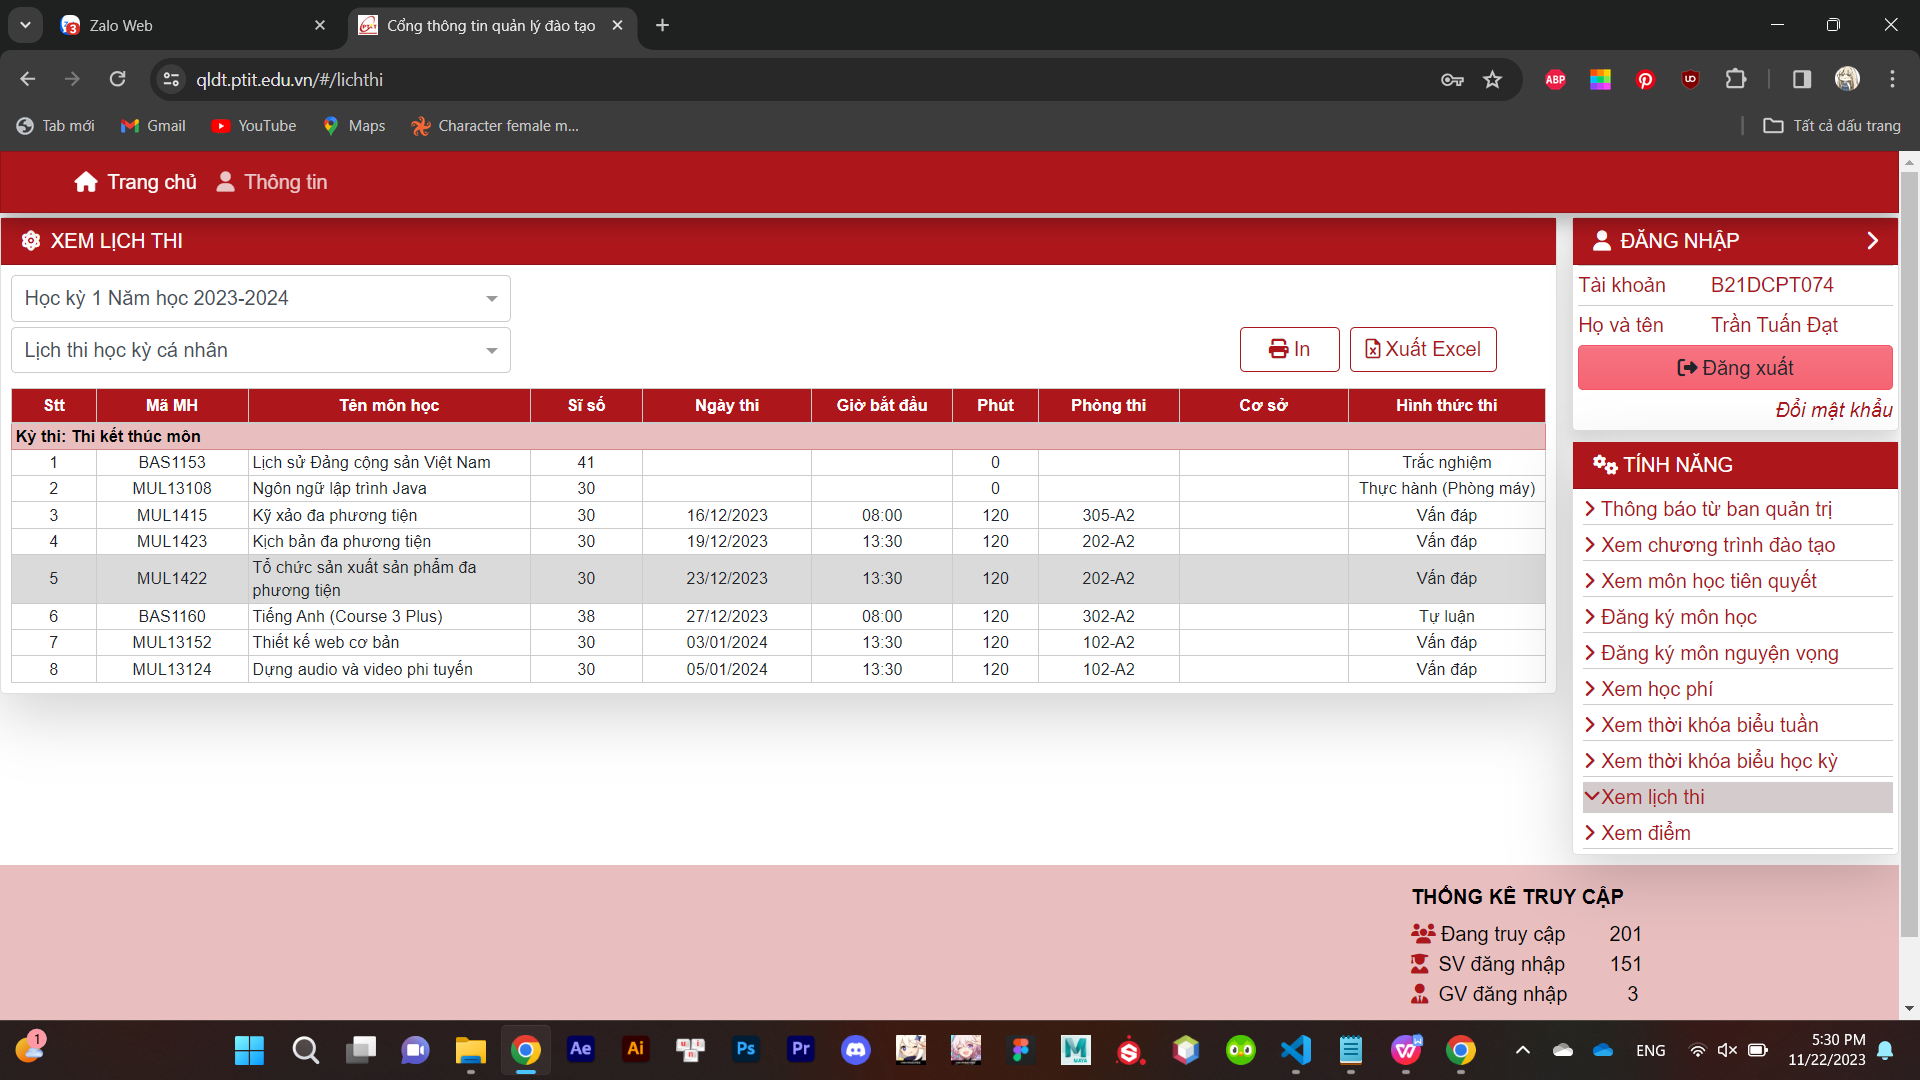 Zalo Web
Cổng thông tin quản lý đào tạo
qldt.ptit.edu.vn/#/lichthi
ABP
Tab mới
Gmail
YouTube
Maps
Character female m...
Tất cả dấu trang
Trang chủ
Thông tin
XEM LỊCH THI
Học kỳ 1 Năm học 2023-2024
Lịch thi học kỳ cá nhân
In
Xuất Excel
Stt Mã MH Tên môn học Sĩ số Ngày thi Giờ bắt đầu Phút Phòng thi Cơ sở Hình thức thi
Kỳ thi: Thi kết thúc môn
1 BAS1153 Lịch sử Đảng cộng sản Việt Nam 41 0 Trắc nghiệm
2 MUL13108 Ngôn ngữ lập trình Java 30 0 Thực hành (Phòng máy)
3 MUL1415 Kỹ xảo đa phương tiện 30 16/12/2023 08:00 120 305-A2 Vấn đáp
4 MUL1423 Kịch bản đa phương tiện 30 19/12/2023 13:30 120 202-A2 Vấn đáp
5 MUL1422 Tổ chức sản xuất sản phẩm đa phương tiện 30 23/12/2023 13:30 120 202-A2 Vấn đáp
6 BAS1160 Tiếng Anh (Course 3 Plus) 38 27/12/2023 08:00 120 302-A2 Tự luận
7 MUL13152 Thiết kế web cơ bản 30 03/01/2024 13:30 120 102-A2 Vấn đáp
8 MUL13124 Dựng audio và video phi tuyến 30 05/01/2024 13:30 120 102-A2 Vấn đáp
ĐĂNG NHẬP
Tài khoản B21DCPT074
Họ và tên Trần Tuấn Đạt
Đăng xuất
Đổi mật khẩu
TÍNH NĂNG
Thông báo từ ban quản trị
Xem chương trình đào tạo
Xem môn học tiên quyết
Đăng ký môn học
Đăng ký môn nguyện vọng
Xem học phí
Xem thời khóa biểu tuần
Xem thời khóa biểu học kỳ
Xem lịch thi
Xem điểm
THỐNG KÊ TRUY CẬP
Đang truy cập 201
SV đăng nhập 151
GV đăng nhập 3
1
Ae
Ai
Ps
Pr
ENG
5:30 PM
11/22/2023